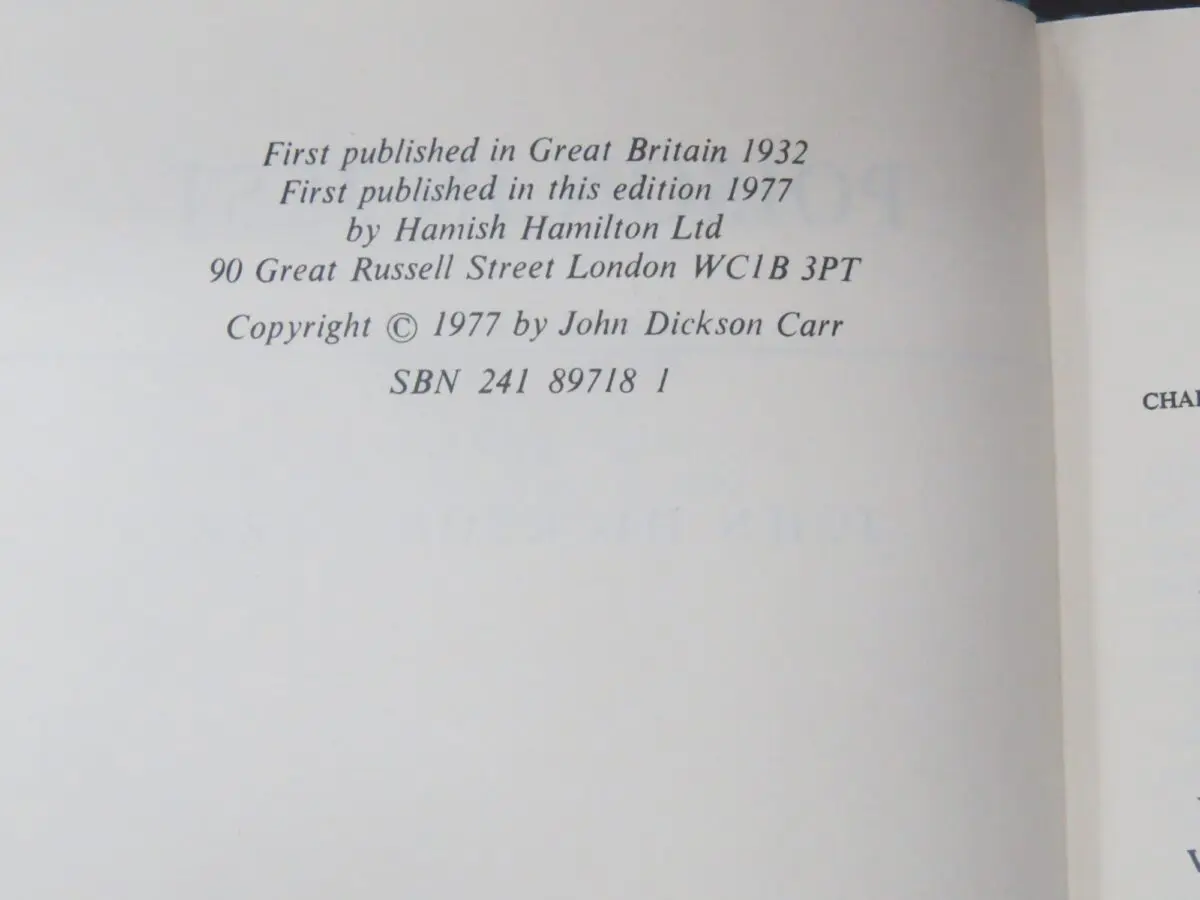 First published in Great Britain 1932
First published in this edition 1977
by Hamish Hamilton Ltd
90 Great Russell Street London WC1B 3PT
Copyright © 1977 by John Dickson Carr
SBN 241 89718 1
CHA